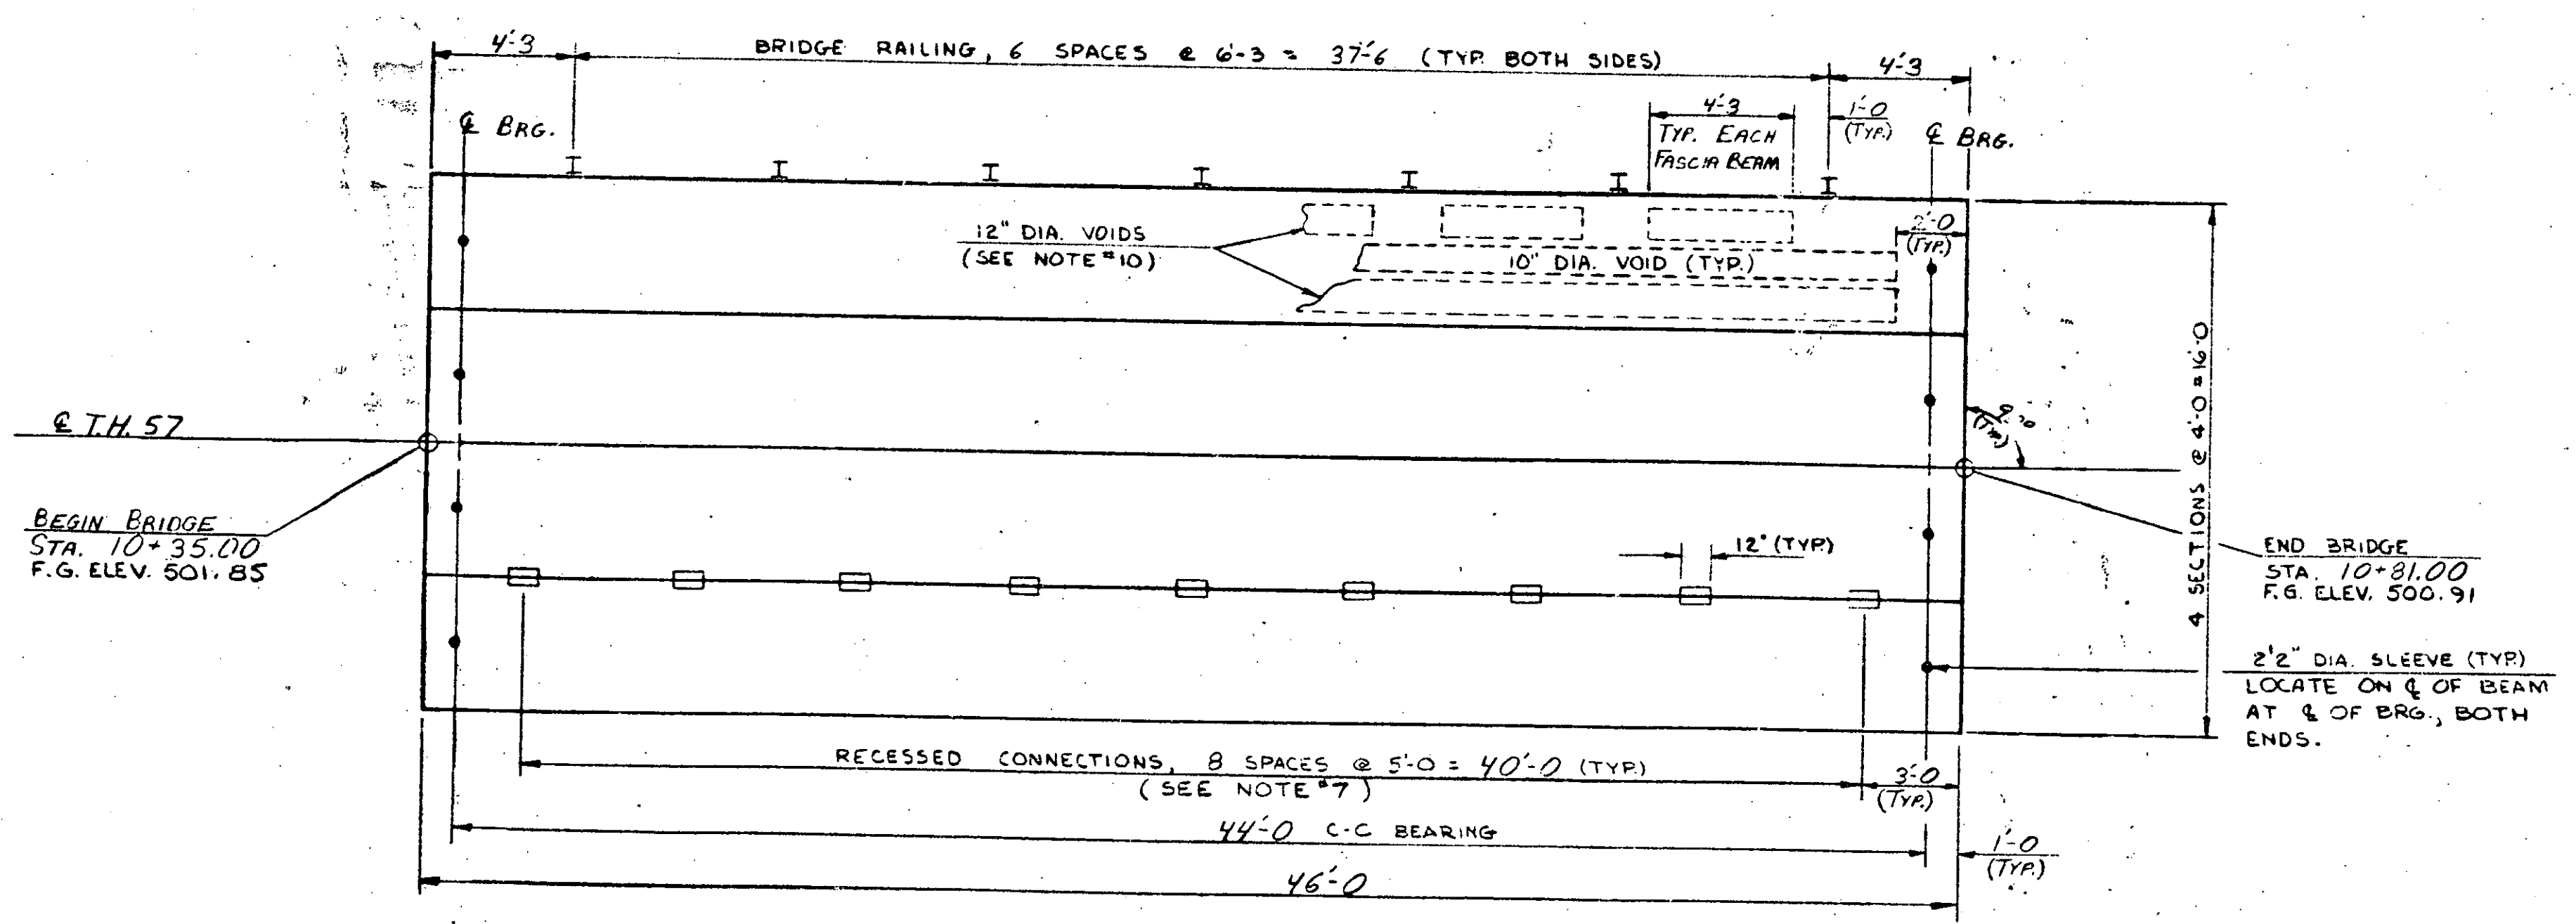 4'-3
BRIDGE RAILING, 6 SPACES @ 6'-3 = 37'-6 (TYP. BOTH SIDES)
4'-3
℄ BRG.
4'-3
TYP. EACH
FASCIA BEAM
1'-0
(TYP.)
℄ BRG.
12" DIA. VOIDS
(SEE NOTE #10)
2'-0
(TYP.)
10" DIA. VOID (TYP.)
℄ T.H. 57
(TYP.)
BEGIN BRIDGE
STA. 10+35.00
F.G. ELEV. 501.85
12" (TYP.)
4 SECTIONS @ 4'-0 = 16'-0
END BRIDGE
STA. 10+81.00
F.G. ELEV. 500.91
2'2" DIA. SLEEVE (TYP.)
LOCATE ON ℄ OF BEAM
AT ℄ OF BRG., BOTH
ENDS.
RECESSED CONNECTIONS, 8 SPACES @ 5'-0 = 40'-0 (TYP.)
(SEE NOTE #7)
3'-0
(TYP.)
44'-0 C-C BEARING
1'-0
(TYP.)
46'-0